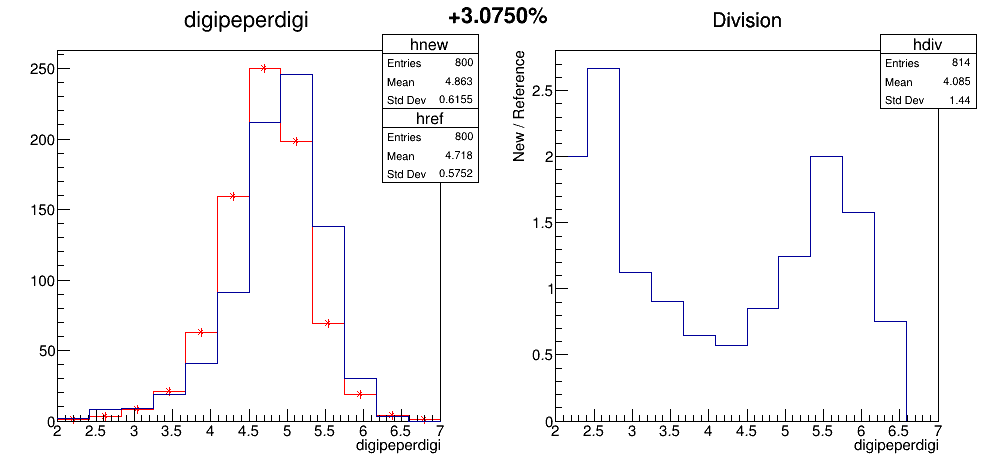 +3.0750%
digipeperdigi
hnew
Entries 800
Mean 4.863
Std Dev 0.6155
href
Entries 800
Mean 4.718
Std Dev 0.5752
250
200
150
100
50
0
2 2.5 3 3.5 4 4.5 5 5.5 6 6.5 7
digipeperdigi
Division
hdiv
Entries 814
Mean 4.085
Std Dev 1.44
New / Reference
2.5
2
1.5
1
0.5
0
2 2.5 3 3.5 4 4.5 5 5.5 6 6.5 7
digipeperdigi